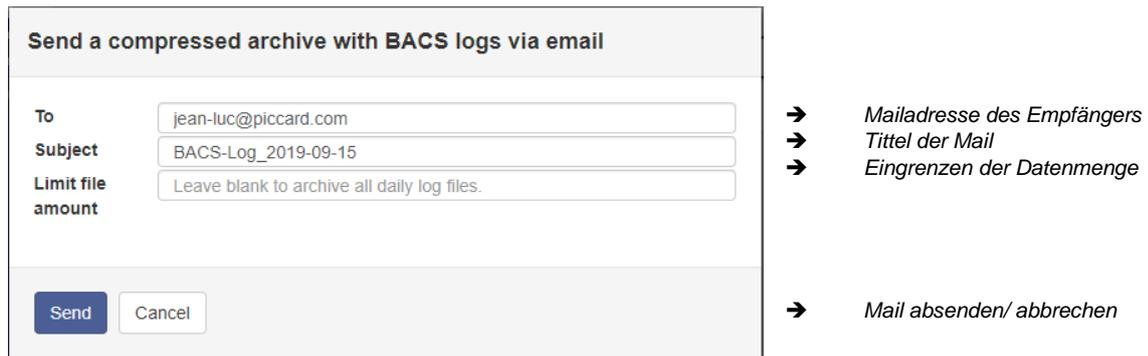 Send a compressed archive with BACS logs via email
To
jean-luc@piccard.com
➔ Mailadresse des Empfängers
Subject
BACS-Log_2019-09-15
➔ Tittel der Mail
Limit file
amount
Leave blank to archive all daily log files.
➔ Eingrenzen der Datenmenge
Send
Cancel
➔ Mail absenden/ abbrechen